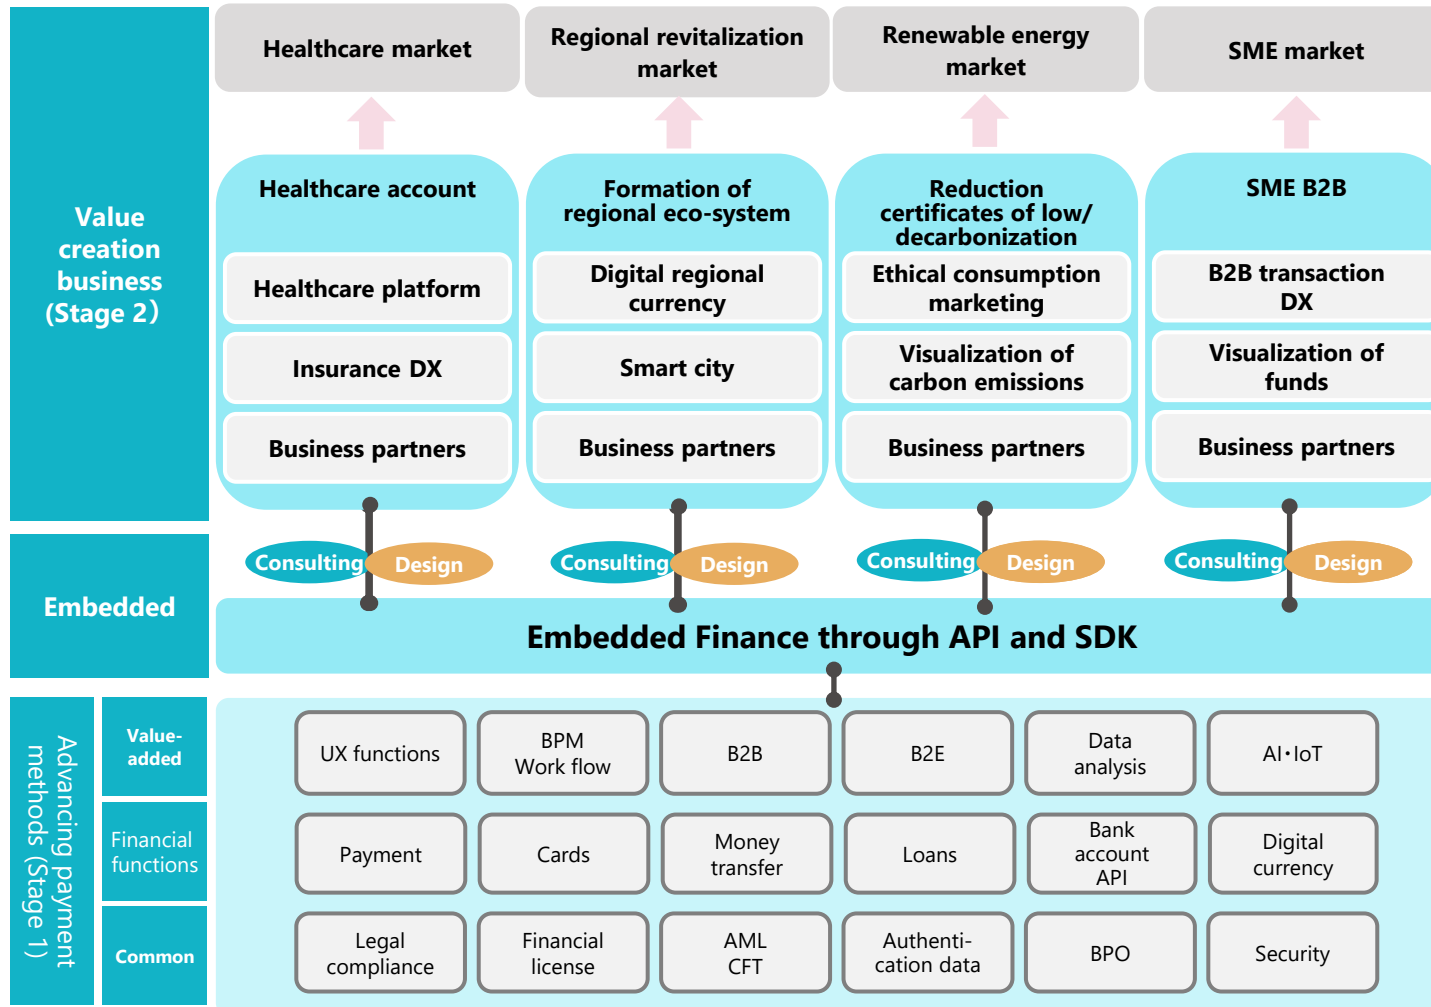 Healthcare market
Regional revitalization
market
Renewable energy
market
SME market
Value
creation
business
(Stage 2）
Healthcare account
Healthcare platform
Insurance DX
Business partners
Formation of
regional eco-system
Digital regional
currency
Smart city
Business partners
Reduction
certificates of low/
decarbonization
Ethical consumption
marketing
Visualization of
carbon emissions
Business partners
SME B2B
B2B transaction
DX
Visualization of
funds
Business partners
Consulting
Design
Consulting
Design
Consulting
Design
Consulting
Design
Embedded
Embedded Finance through API and SDK
Advancing payment
methods (Stage 1)
Value-
added
UX functions
BPM
Work flow
B2B
B2E
Data
analysis
AI・IoT
Financial
functions
Payment
Cards
Money
transfer
Loans
Bank
account
API
Digital
currency
Common
Legal
compliance
Financial
license
AML
CFT
Authenti-
cation data
BPO
Security